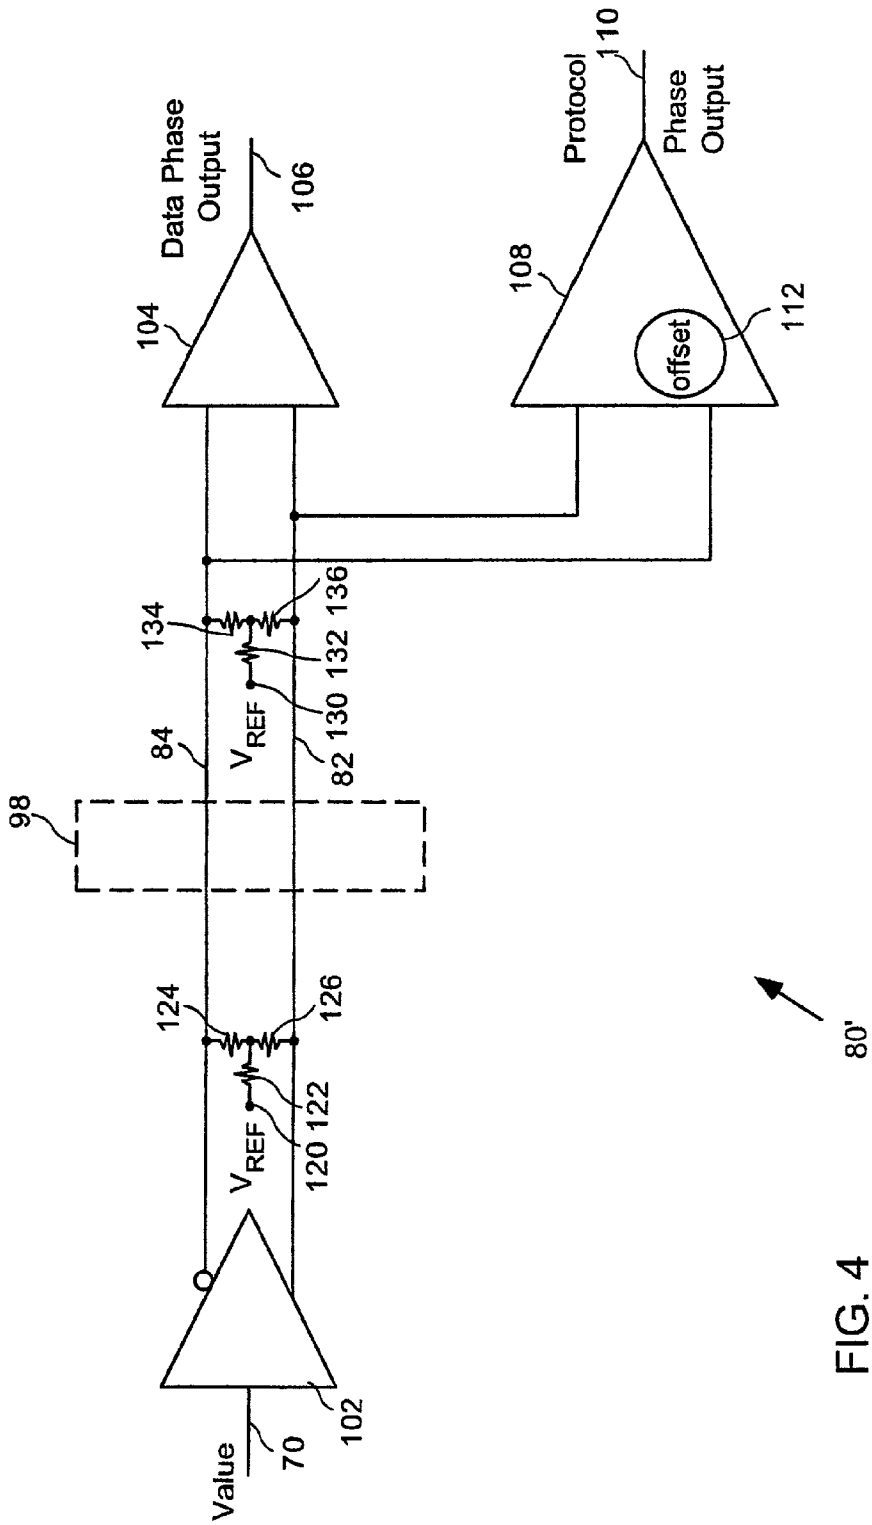 Value
70
102
V_REF
120
122
124
126
98
84
82
V_REF
130
132
134
136
104
Data Phase
Output
106
108
offset
112
Protocol
110
Phase
Output
80'
FIG. 4